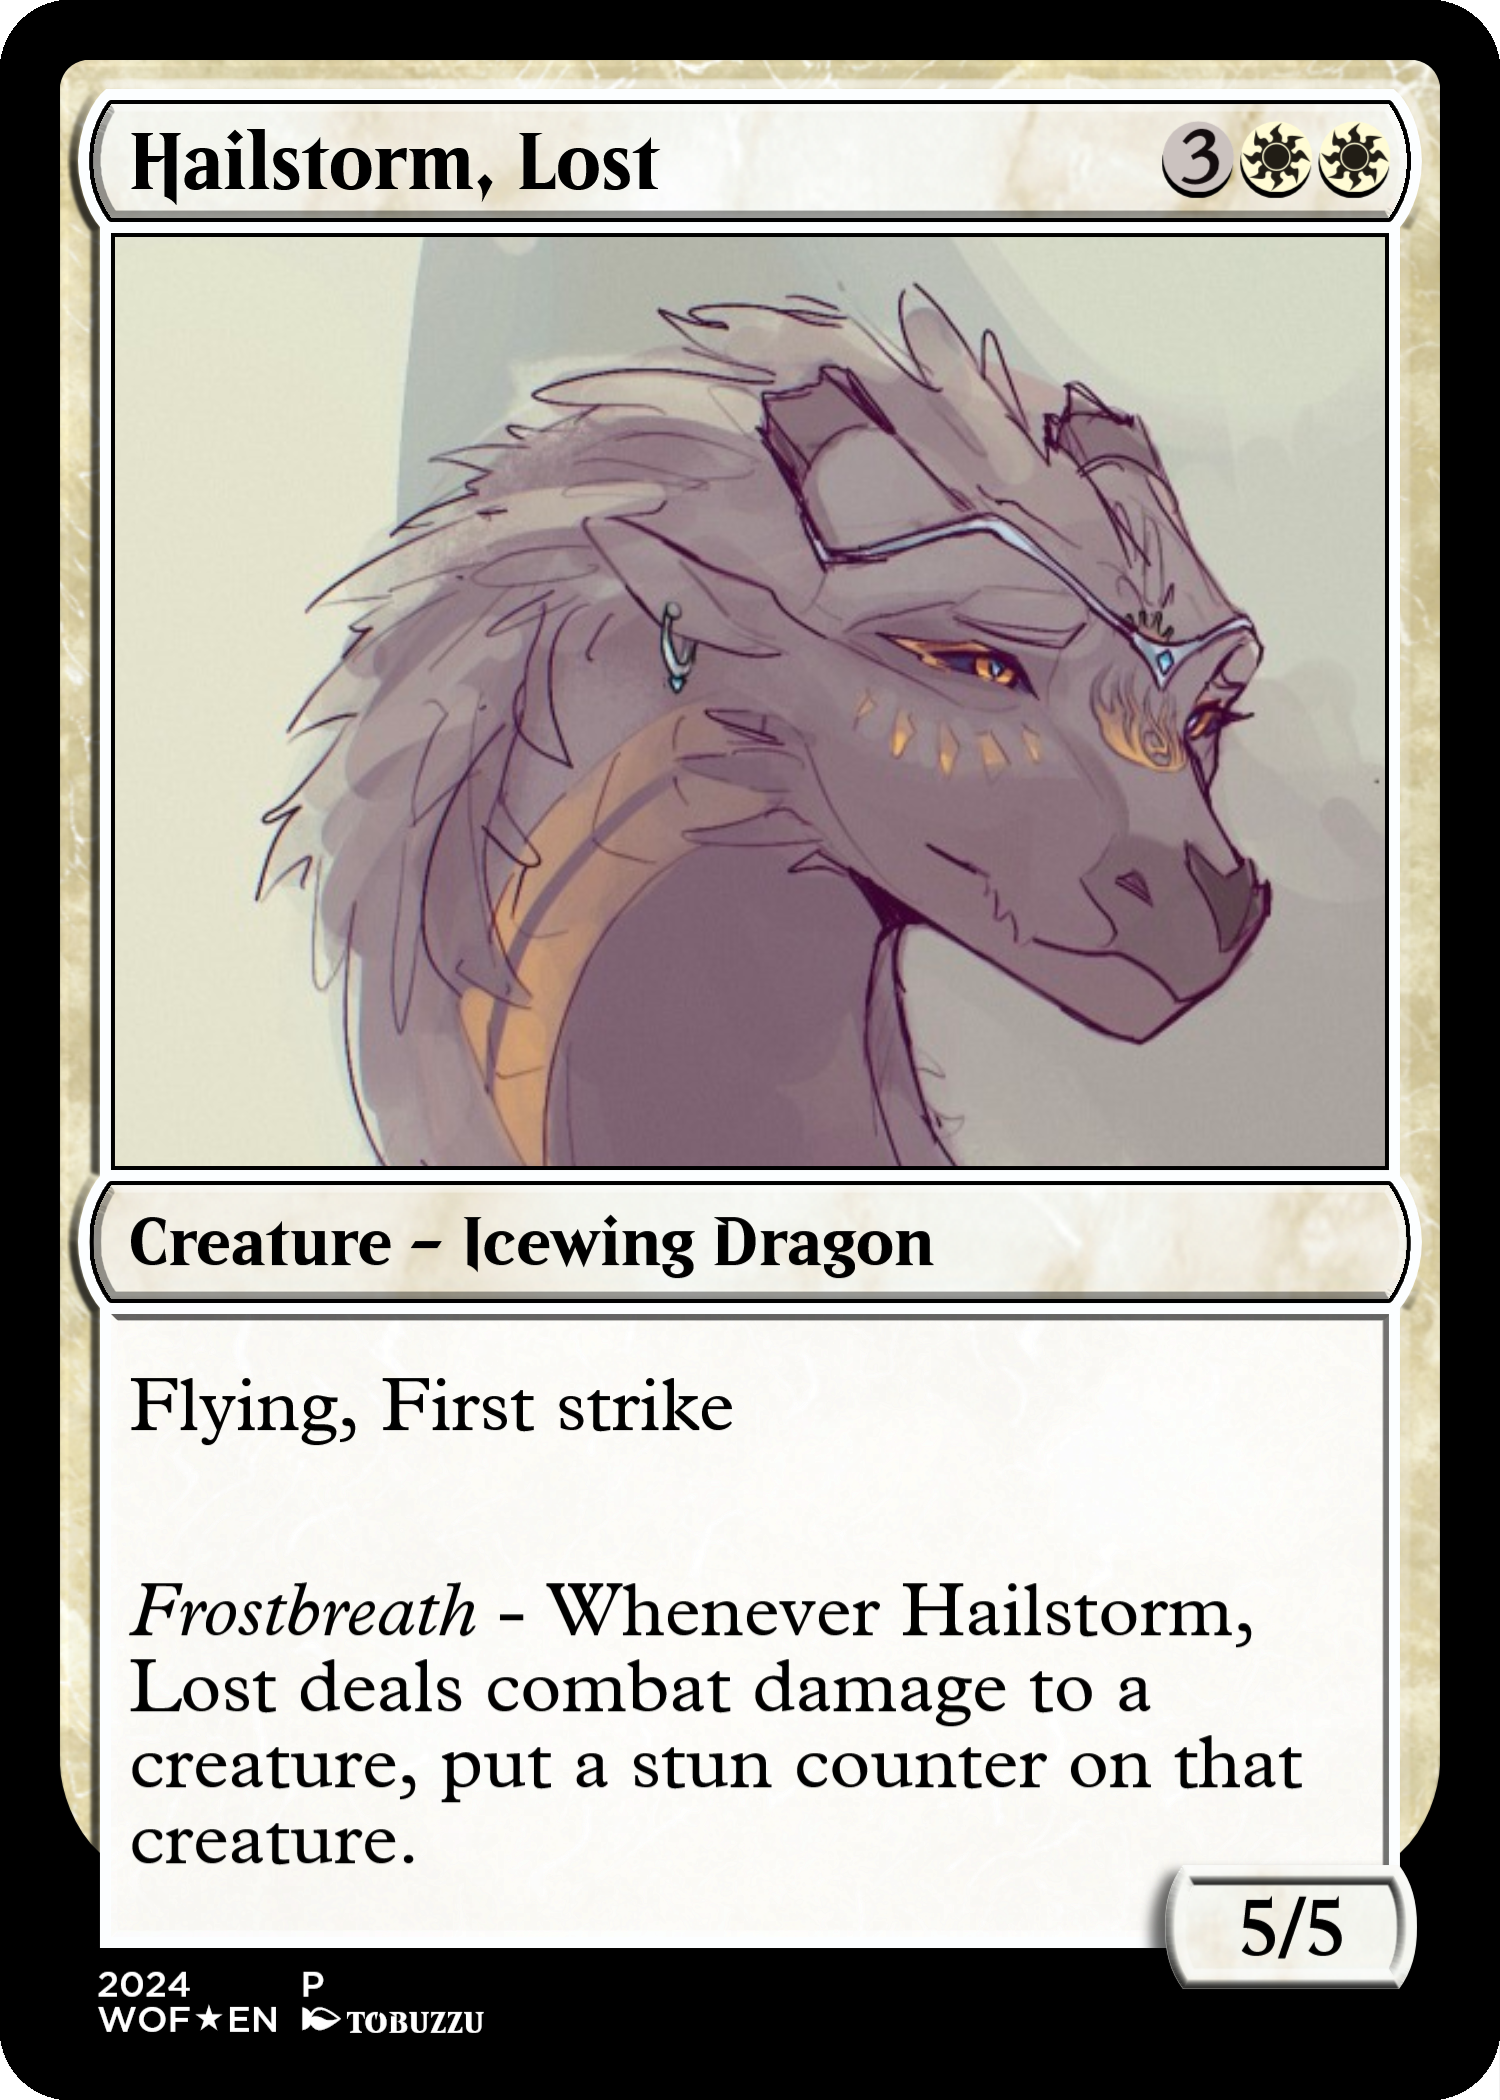 Hailstorm, Lost 3
Creature – Icewing Dragon
Flying, First strike
Frostbreath - Whenever Hailstorm,
Lost deals combat damage to a
creature, put a stun counter on that
creature.
5/5
2024 P
WOF★EN TOBUZZU